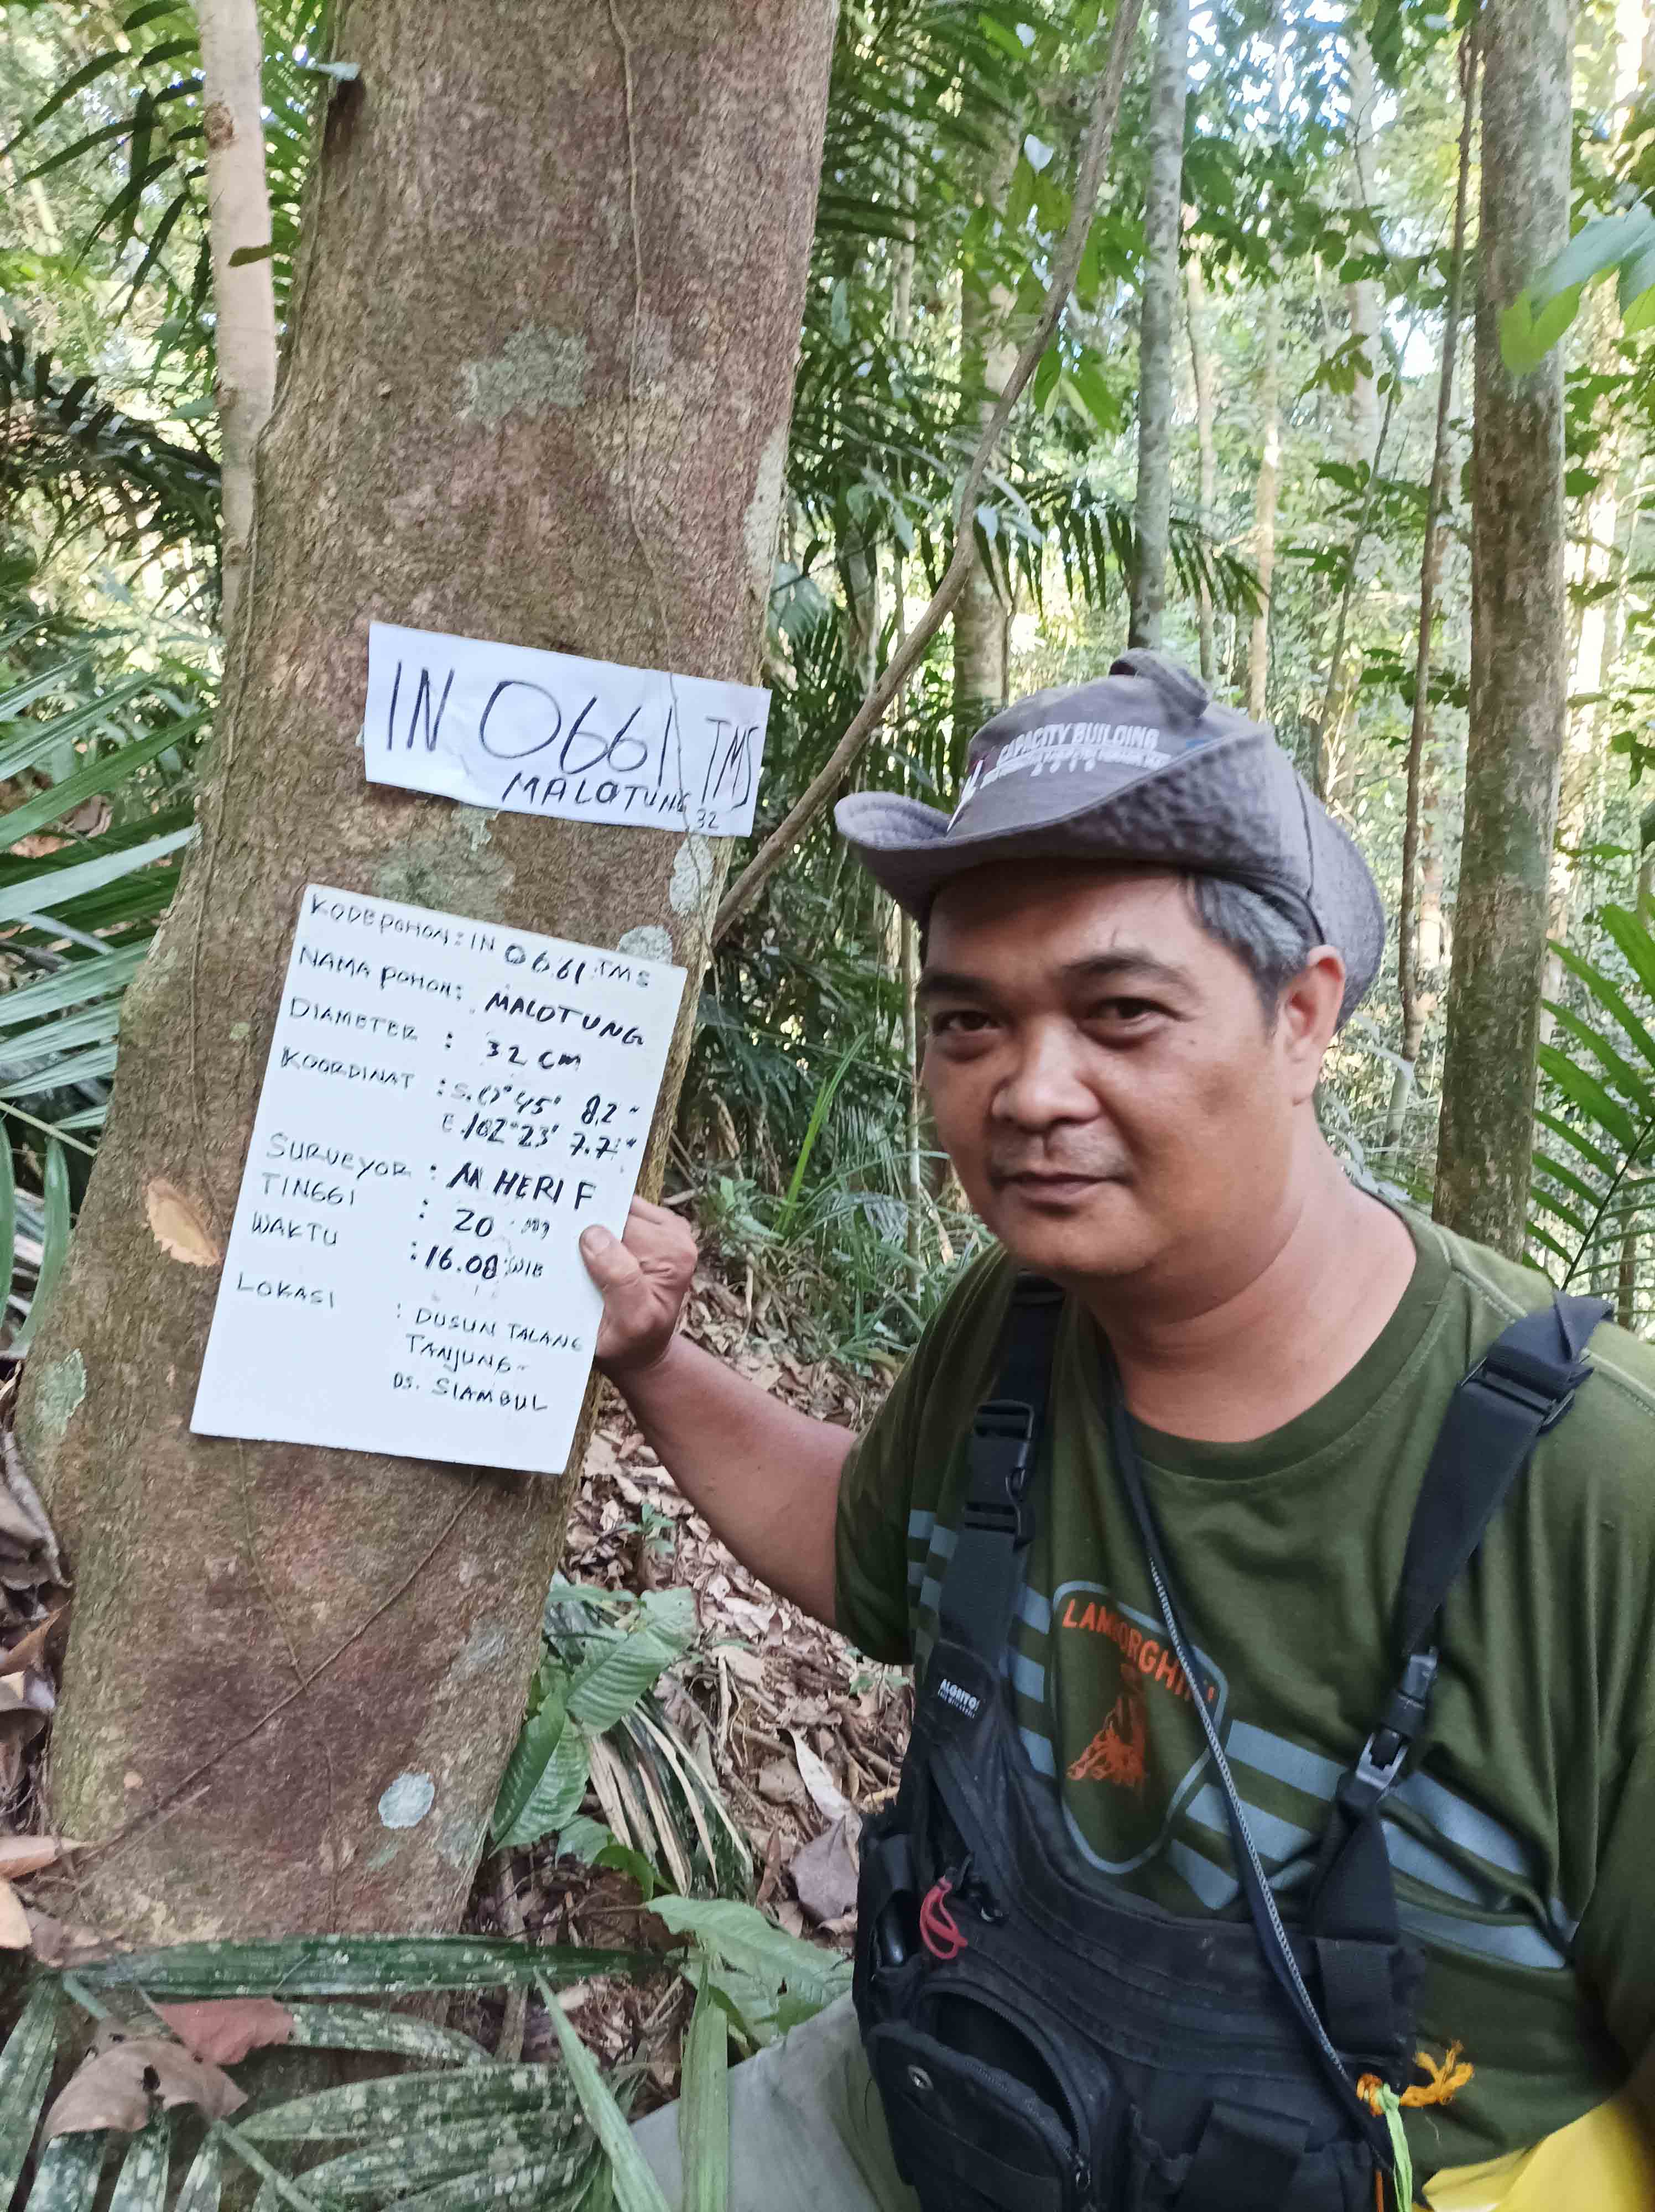 IN 0661 TMS
MALOTUNG
32
KODE POHON : IN 0661 TMS
NAMA POHON : MALOTUNG
DIAMETER : 32 CM
KOORDINAT : S.0° 45' 8,2"
E.102° 23' 7.7"
SURVEYOR : M HERI F
TINGGI : 20
WAKTU : 16.08 WIB
LOKASI : DUSUN TALANG
TANJUNG-
DS. SIAMBUL
CAPACITY BUILDING
LAMBORGHINI